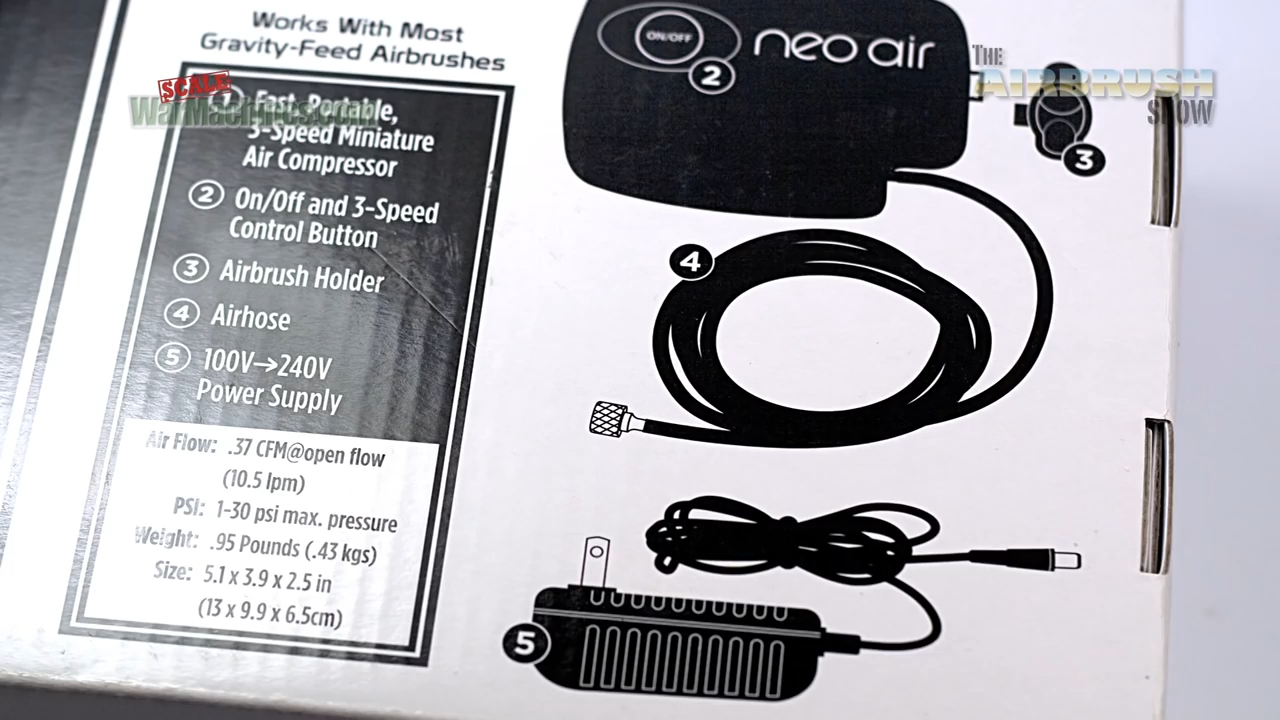 Works With Most
Gravity-Feed Airbrushes
1 Fast, Portable,
3-Speed Miniature
Air Compressor
2 On/Off and 3-Speed
Control Button
3 Airbrush Holder
4 Airhose
5 100V→240V
Power Supply
Air Flow: .37 CFM@open flow
(10.5 lpm)
PSI: 1-30 psi max. pressure
Weight: .95 Pounds (.43 kgs)
Size: 5.1 x 3.9 x 2.5 in
(13 x 9.9 x 6.5cm)
SCALE
WarMachines.com
ON/OFF
neo air
2
3
4
5
THE
AIRBRUSH
SHOW